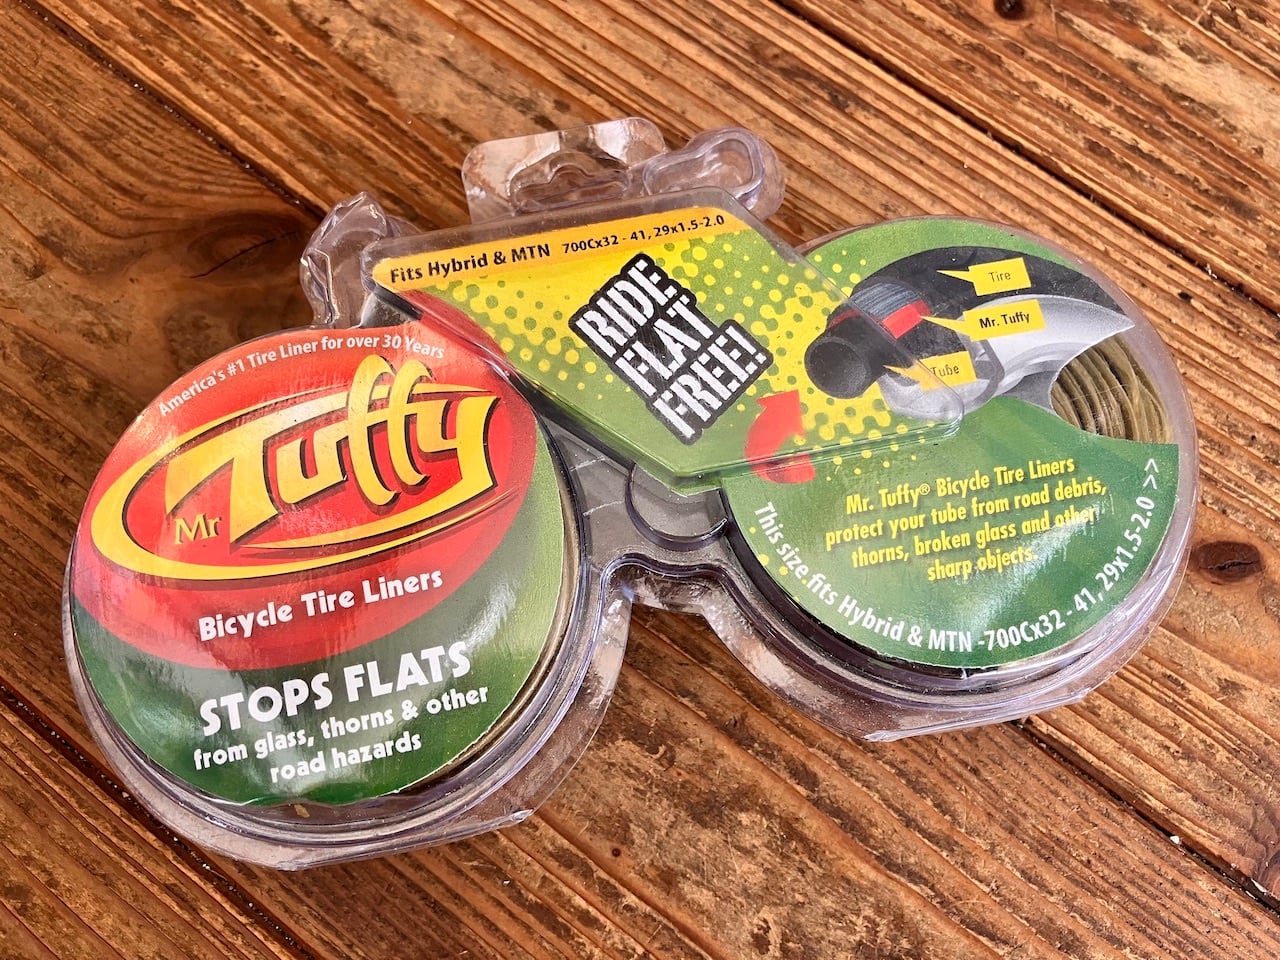 Fits Hybrid & MTN 700Cx32 - 41, 29x1.5-2.0
RIDE
FLAT
FREE!
America's #1 Tire Liner for over 30 Years
Mr Tuffy
Bicycle Tire Liners
STOPS FLATS
from glass, thorns & other
road hazards
Tire
Mr. Tuffy
Tube
Mr. Tuffy® Bicycle Tire Liners
protect your tube from road debris,
thorns, broken glass and other
sharp objects.
This size fits Hybrid & MTN -700Cx32 - 41, 29x1.5-2.0 >>